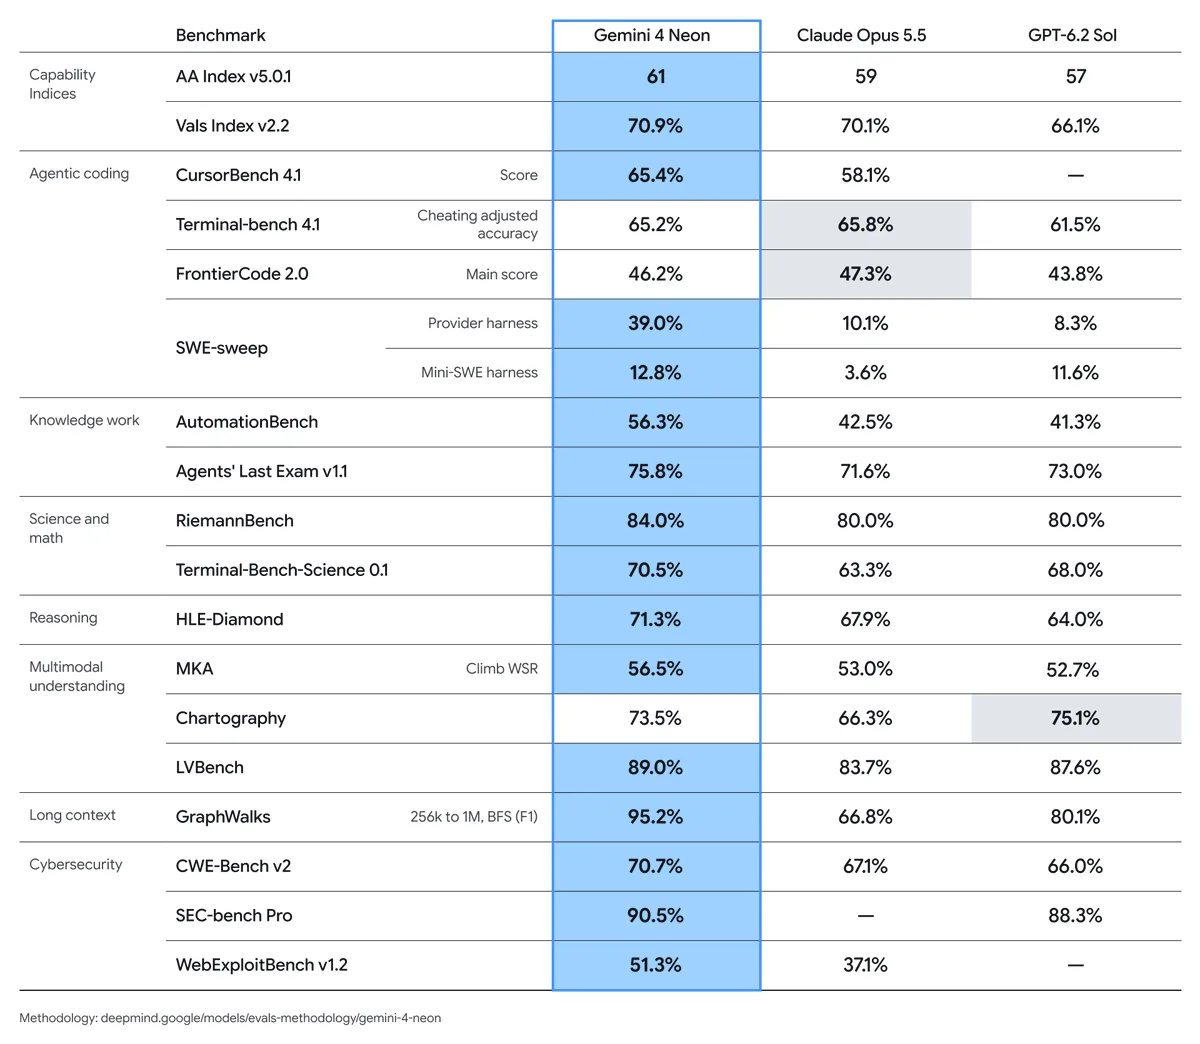 Benchmark Gemini 4 Neon Claude Opus 5.5 GPT-6.2 Sol
Capability Indices AA Index v5.0.1 61 59 57
Vals Index v2.2 70.9% 70.1% 66.1%
Agentic coding CursorBench 4.1 Score 65.4% 58.1% —
Terminal-bench 4.1 Cheating adjusted accuracy 65.2% 65.8% 61.5%
FrontierCode 2.0 Main score 46.2% 47.3% 43.8%
SWE-sweep Provider harness 39.0% 10.1% 8.3%
Mini-SWE harness 12.8% 3.6% 11.6%
Knowledge work AutomationBench 56.3% 42.5% 41.3%
Agents' Last Exam v1.1 75.8% 71.6% 73.0%
Science and math RiemannBench 84.0% 80.0% 80.0%
Terminal-Bench-Science 0.1 70.5% 63.3% 68.0%
Reasoning HLE-Diamond 71.3% 67.9% 64.0%
Multimodal understanding MKA Climb WSR 56.5% 53.0% 52.7%
Chartography 73.5% 66.3% 75.1%
LVBench 89.0% 83.7% 87.6%
Long context GraphWalks 256k to 1M, BFS (F1) 95.2% 66.8% 80.1%
Cybersecurity CWE-Bench v2 70.7% 67.1% 66.0%
SEC-bench Pro 90.5% — 88.3%
WebExploitBench v1.2 51.3% 37.1% —
Methodology: deepmind.google/models/evals-methodology/gemini-4-neon